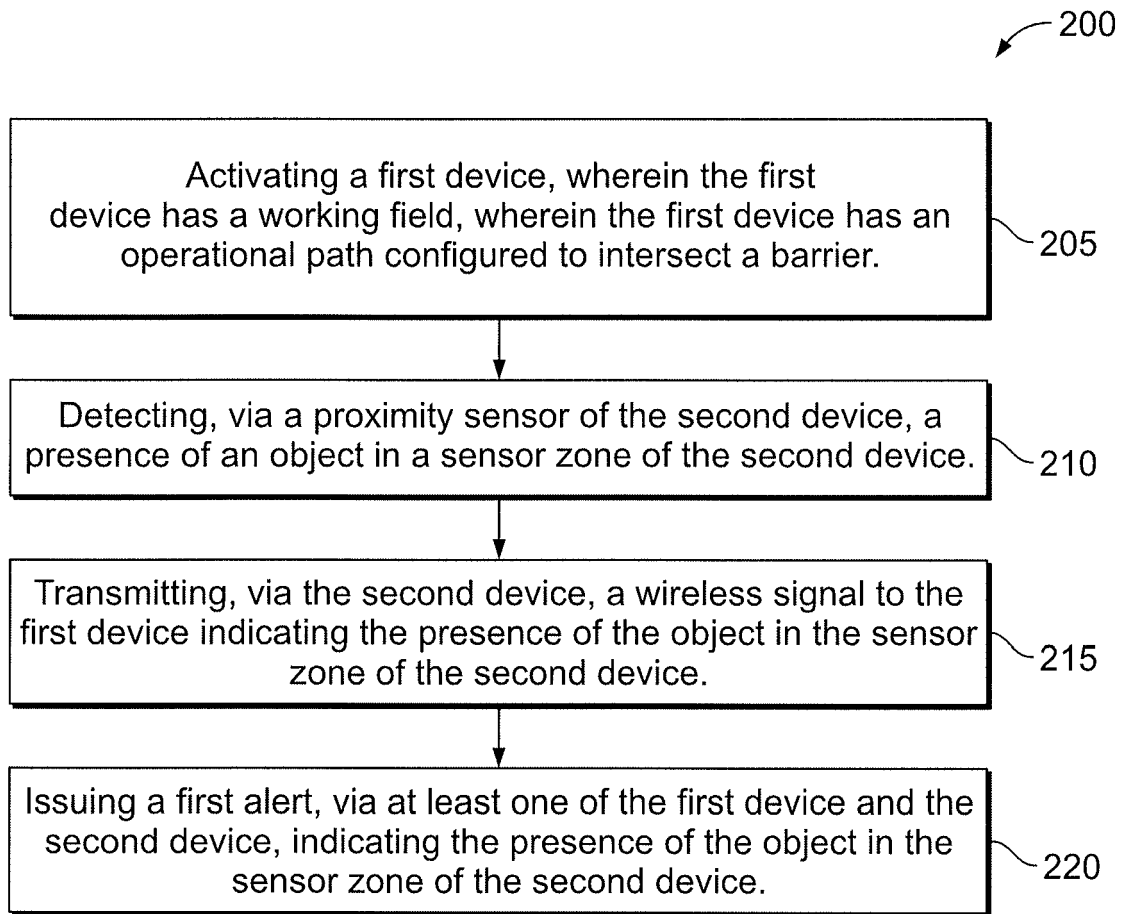 200
Activating a first device, wherein the first
device has a working field, wherein the first device has an
operational path configured to intersect a barrier.
205
Detecting, via a proximity sensor of the second device, a
presence of an object in a sensor zone of the second device.
210
Transmitting, via the second device, a wireless signal to the
first device indicating the presence of the object in the sensor
zone of the second device.
215
Issuing a first alert, via at least one of the first device and the
second device, indicating the presence of the object in the
sensor zone of the second device.
220